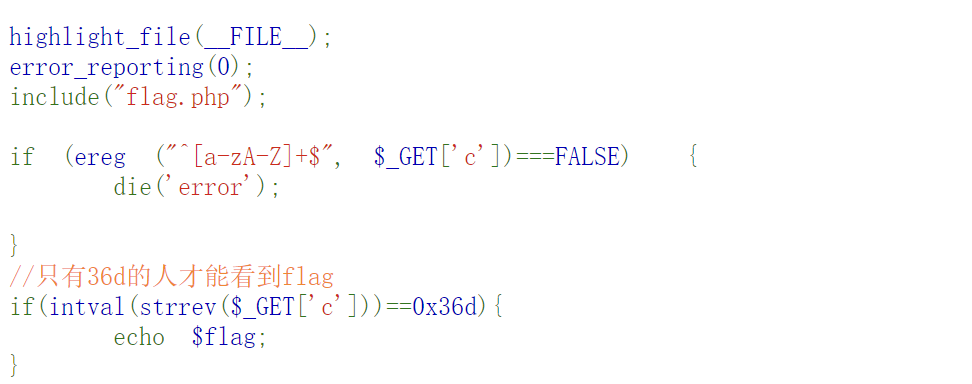 highlight_file(__FILE__);
error_reporting(0);
include("flag.php");
if (ereg ("^[a-zA-Z]+$", $_GET['c'])===FALSE) {
die('error');
}
//只有36d的人才能看到flag
if(intval(strrev($_GET['c']))==0x36d){
echo $flag;
}